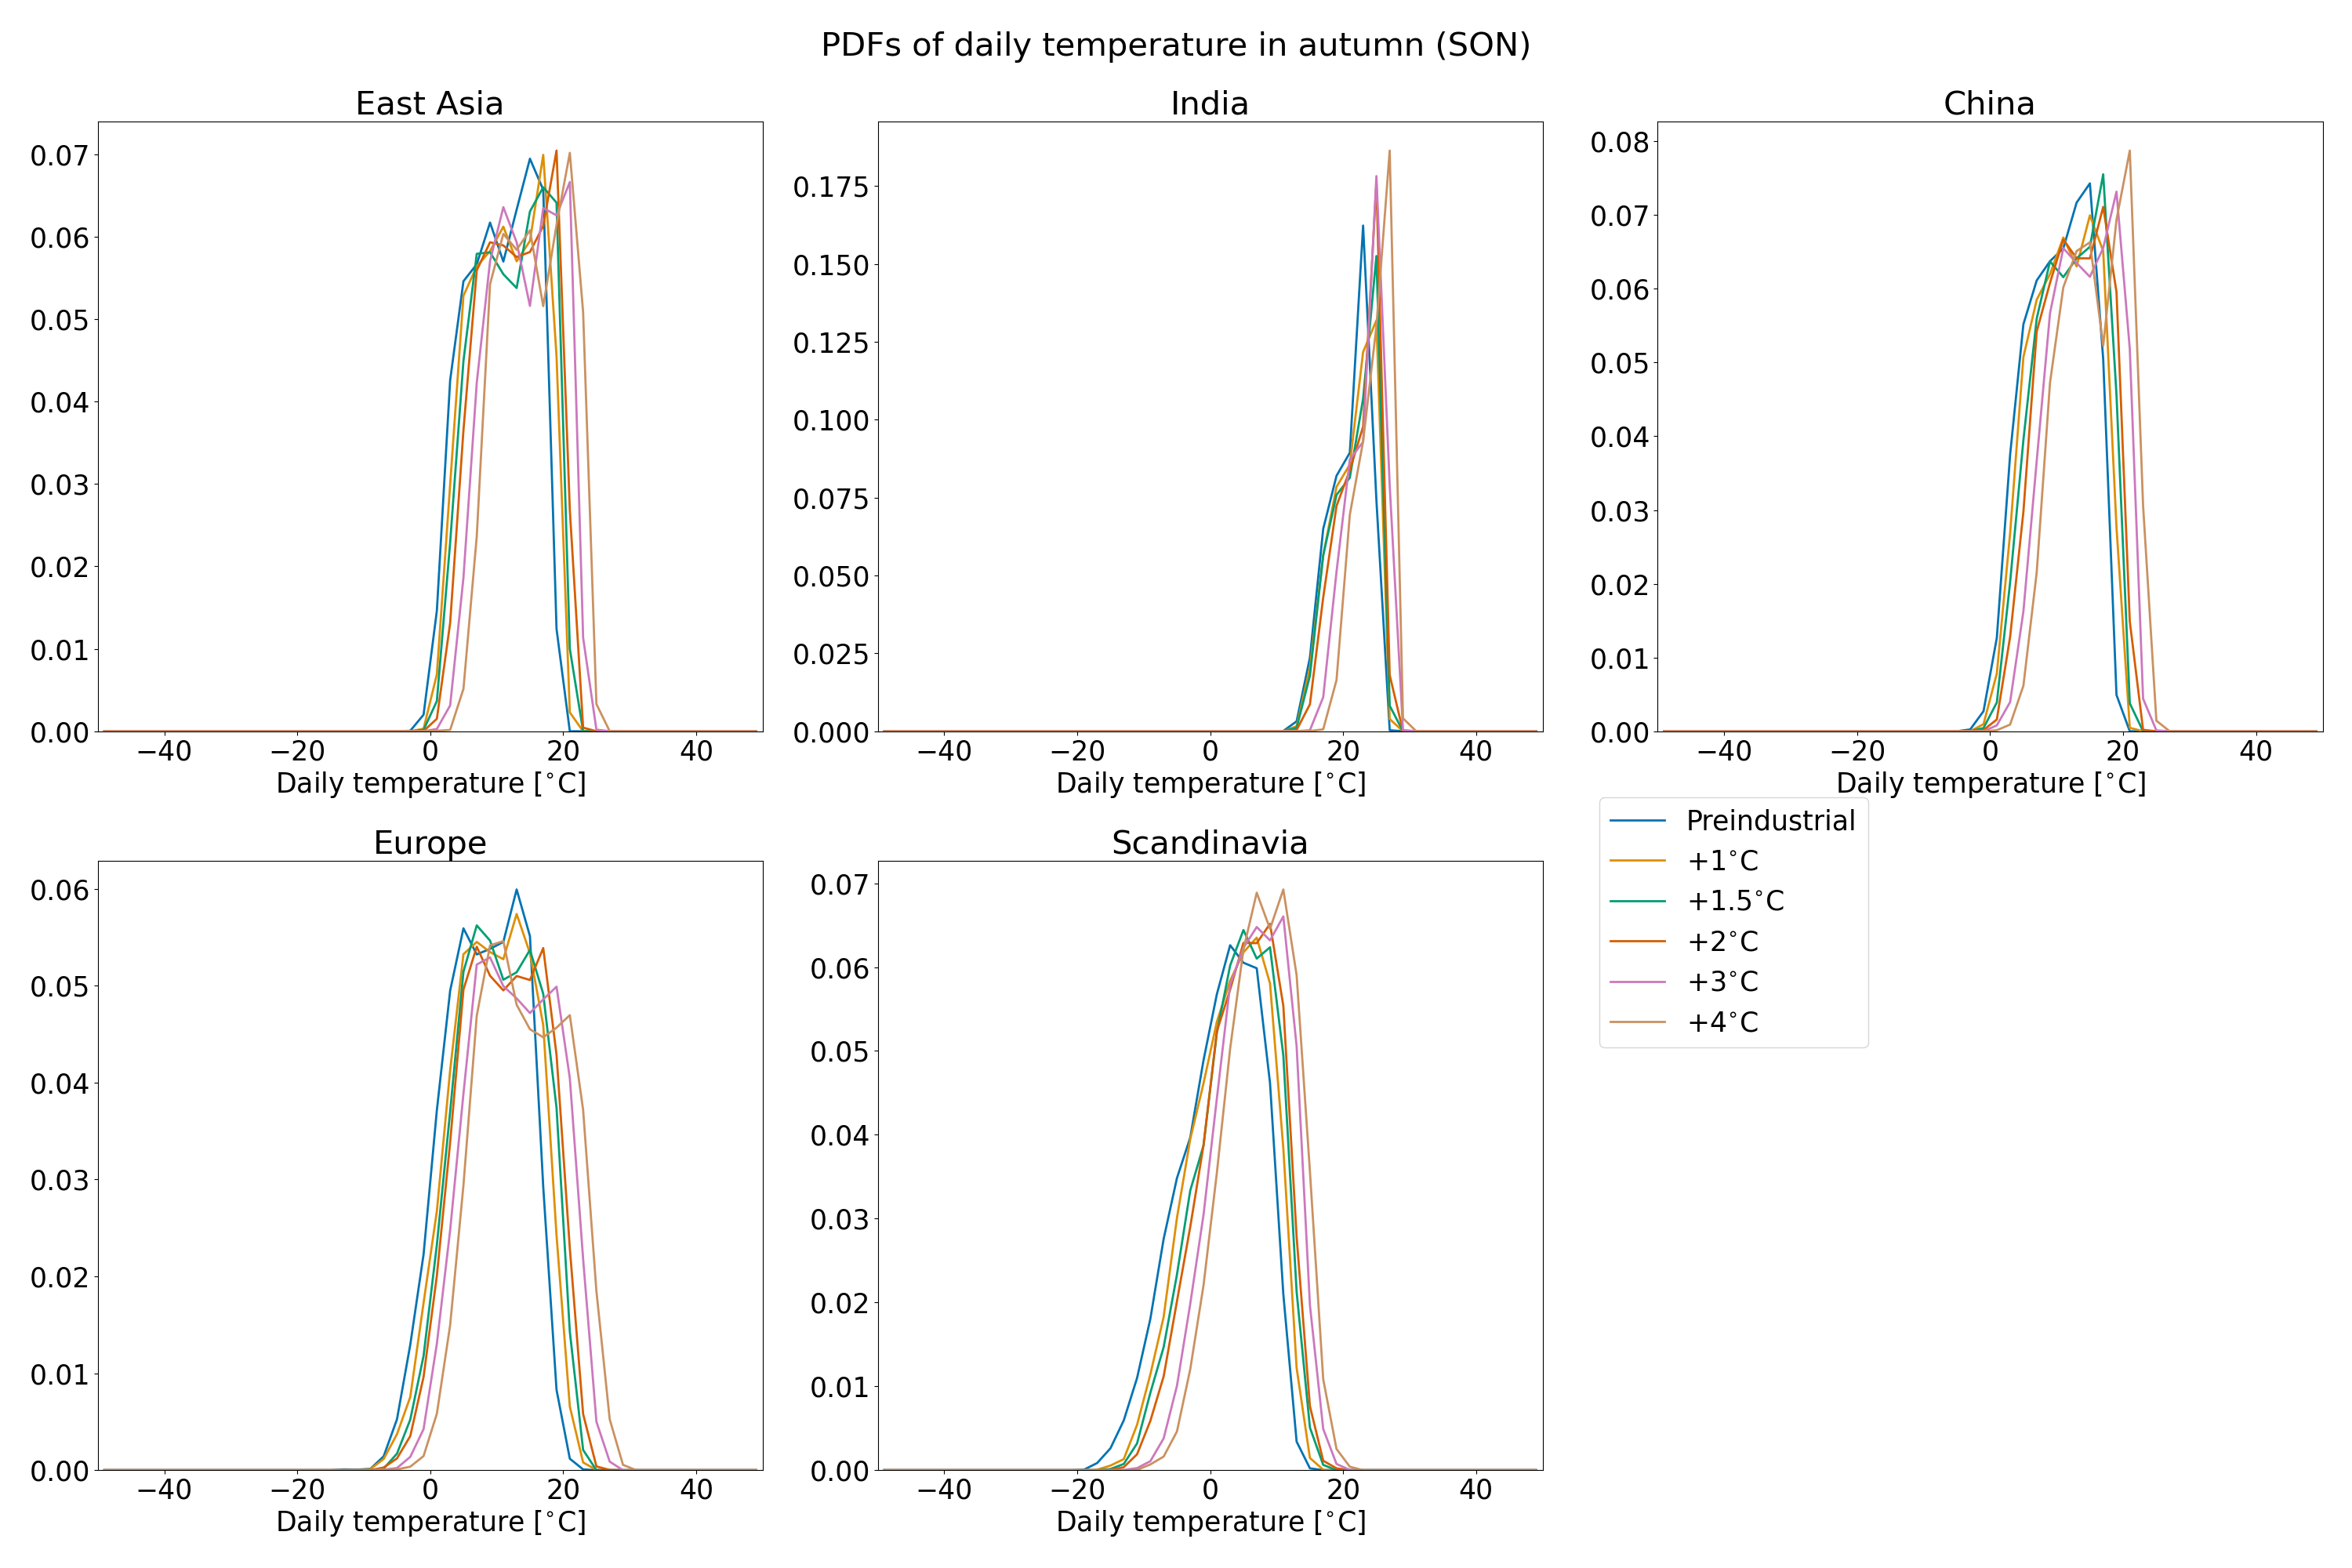 PDFs of daily temperature in autumn (SON)
East Asia
0.07
0.06
0.05
0.04
0.03
0.02
0.01
0.00
−40 −20 0 20 40
Daily temperature [°C]
India
0.175
0.150
0.125
0.100
0.075
0.050
0.025
0.000
−40 −20 0 20 40
Daily temperature [°C]
China
0.08
0.07
0.06
0.05
0.04
0.03
0.02
0.01
0.00
−40 −20 0 20 40
Daily temperature [°C]
Europe
0.06
0.05
0.04
0.03
0.02
0.01
0.00
−40 −20 0 20 40
Daily temperature [°C]
Scandinavia
0.07
0.06
0.05
0.04
0.03
0.02
0.01
0.00
−40 −20 0 20 40
Daily temperature [°C]
Preindustrial
+1°C
+1.5°C
+2°C
+3°C
+4°C